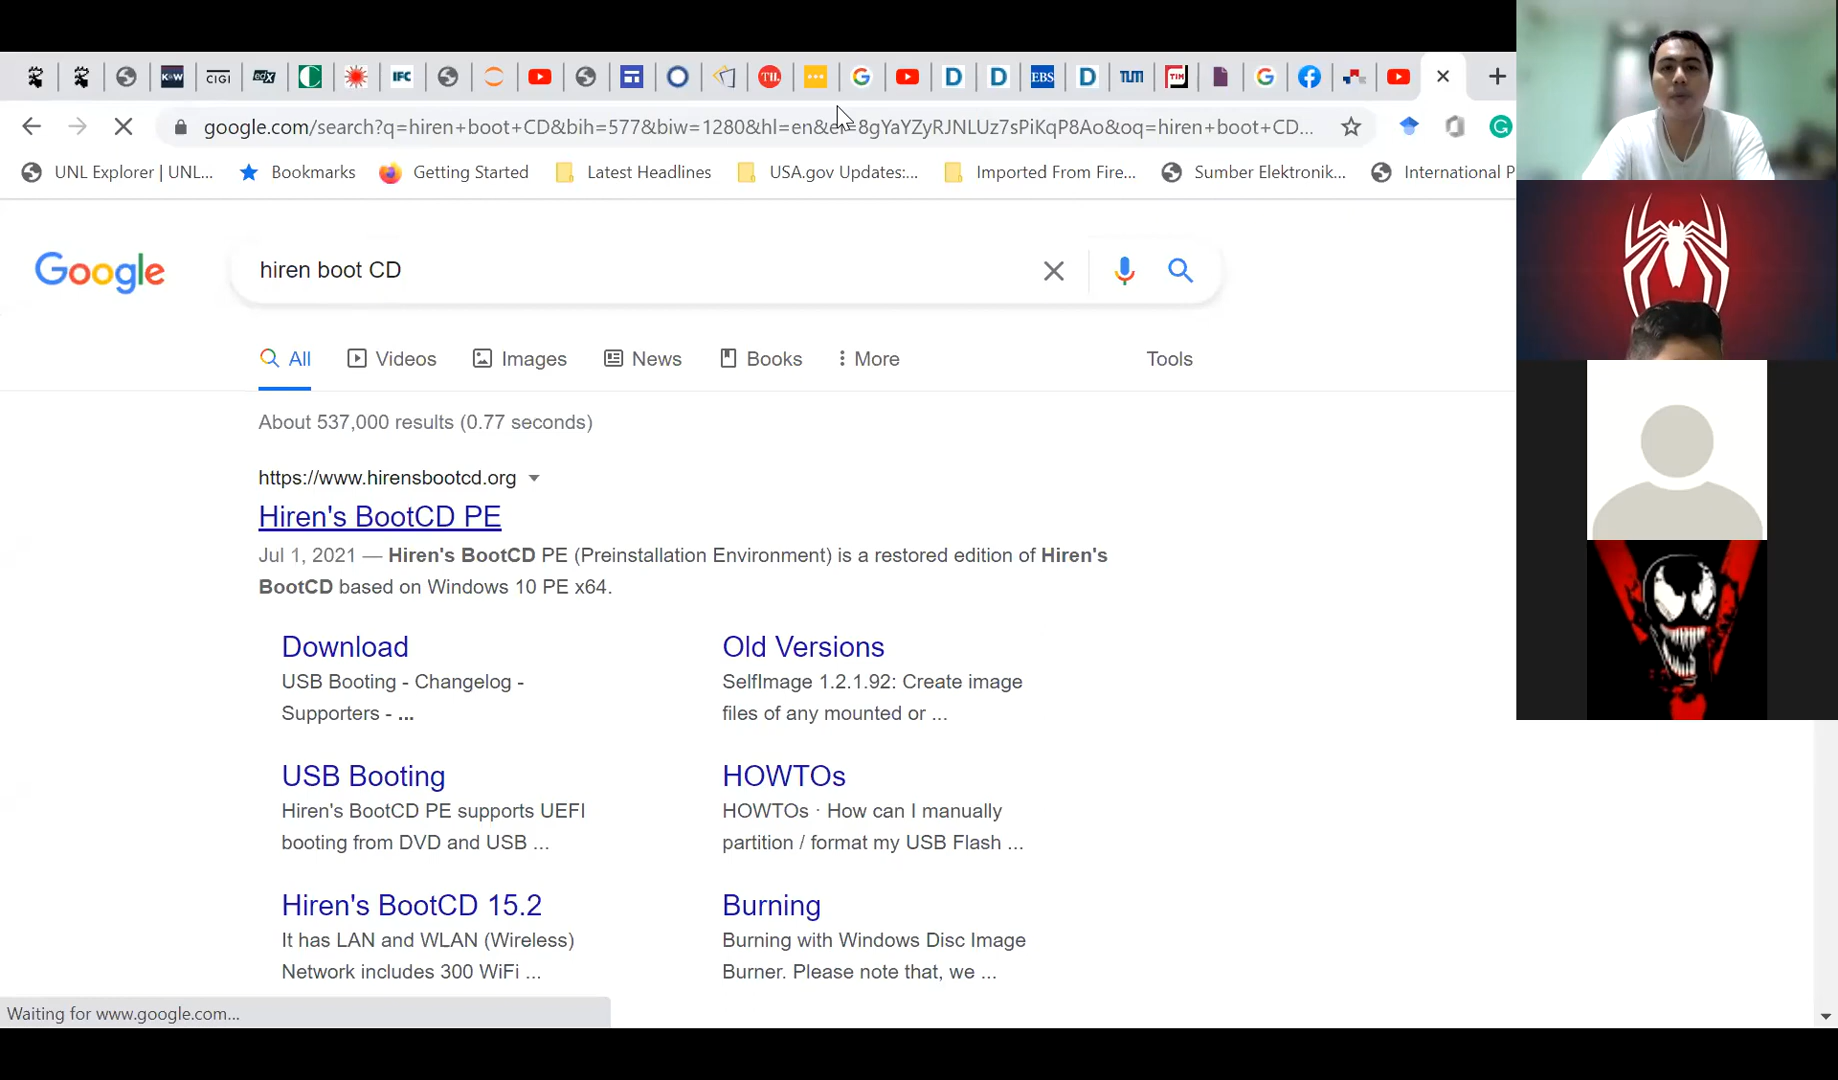 K&W
CIGI
edX
IFC
TIL
D
D
EBS
D
TUM
TIM
google.com/search?q=hiren+boot+CD&bih=577&biw=1280&hl=en&ei=8gYaYZyRJNLUz7sPiKqP8Ao&oq=hiren+boot+CD...
UNL Explorer | UNL...
Bookmarks
Getting Started
Latest Headlines
USA.gov Updates:...
Imported From Fire...
Sumber Elektronik...
International P
Google
hiren boot CD
All
Videos
Images
News
Books
More
Tools
About 537,000 results (0.77 seconds)
https://www.hirensbootcd.org
Hiren's BootCD PE
Jul 1, 2021 — Hiren's BootCD PE (Preinstallation Environment) is a restored edition of Hiren's
BootCD based on Windows 10 PE x64.
Download
USB Booting - Changelog -
Supporters - ...
Old Versions
SelfImage 1.2.1.92: Create image
files of any mounted or ...
USB Booting
Hiren's BootCD PE supports UEFI
booting from DVD and USB ...
HOWTOs
HOWTOs · How can I manually
partition / format my USB Flash ...
Hiren's BootCD 15.2
It has LAN and WLAN (Wireless)
Network includes 300 WiFi ...
Burning
Burning with Windows Disc Image
Burner. Please note that, we ...
Waiting for www.google.com...